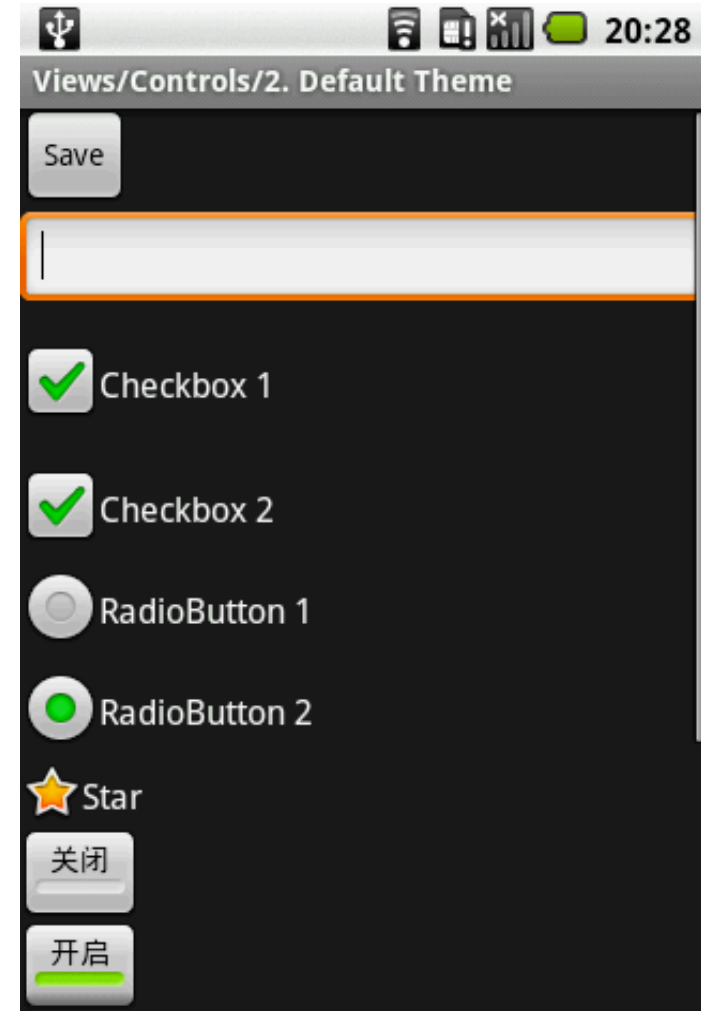 20:28
Views/Controls/2. Default Theme
Save
Checkbox 1
Checkbox 2
RadioButton 1
RadioButton 2
Star
关闭
开启